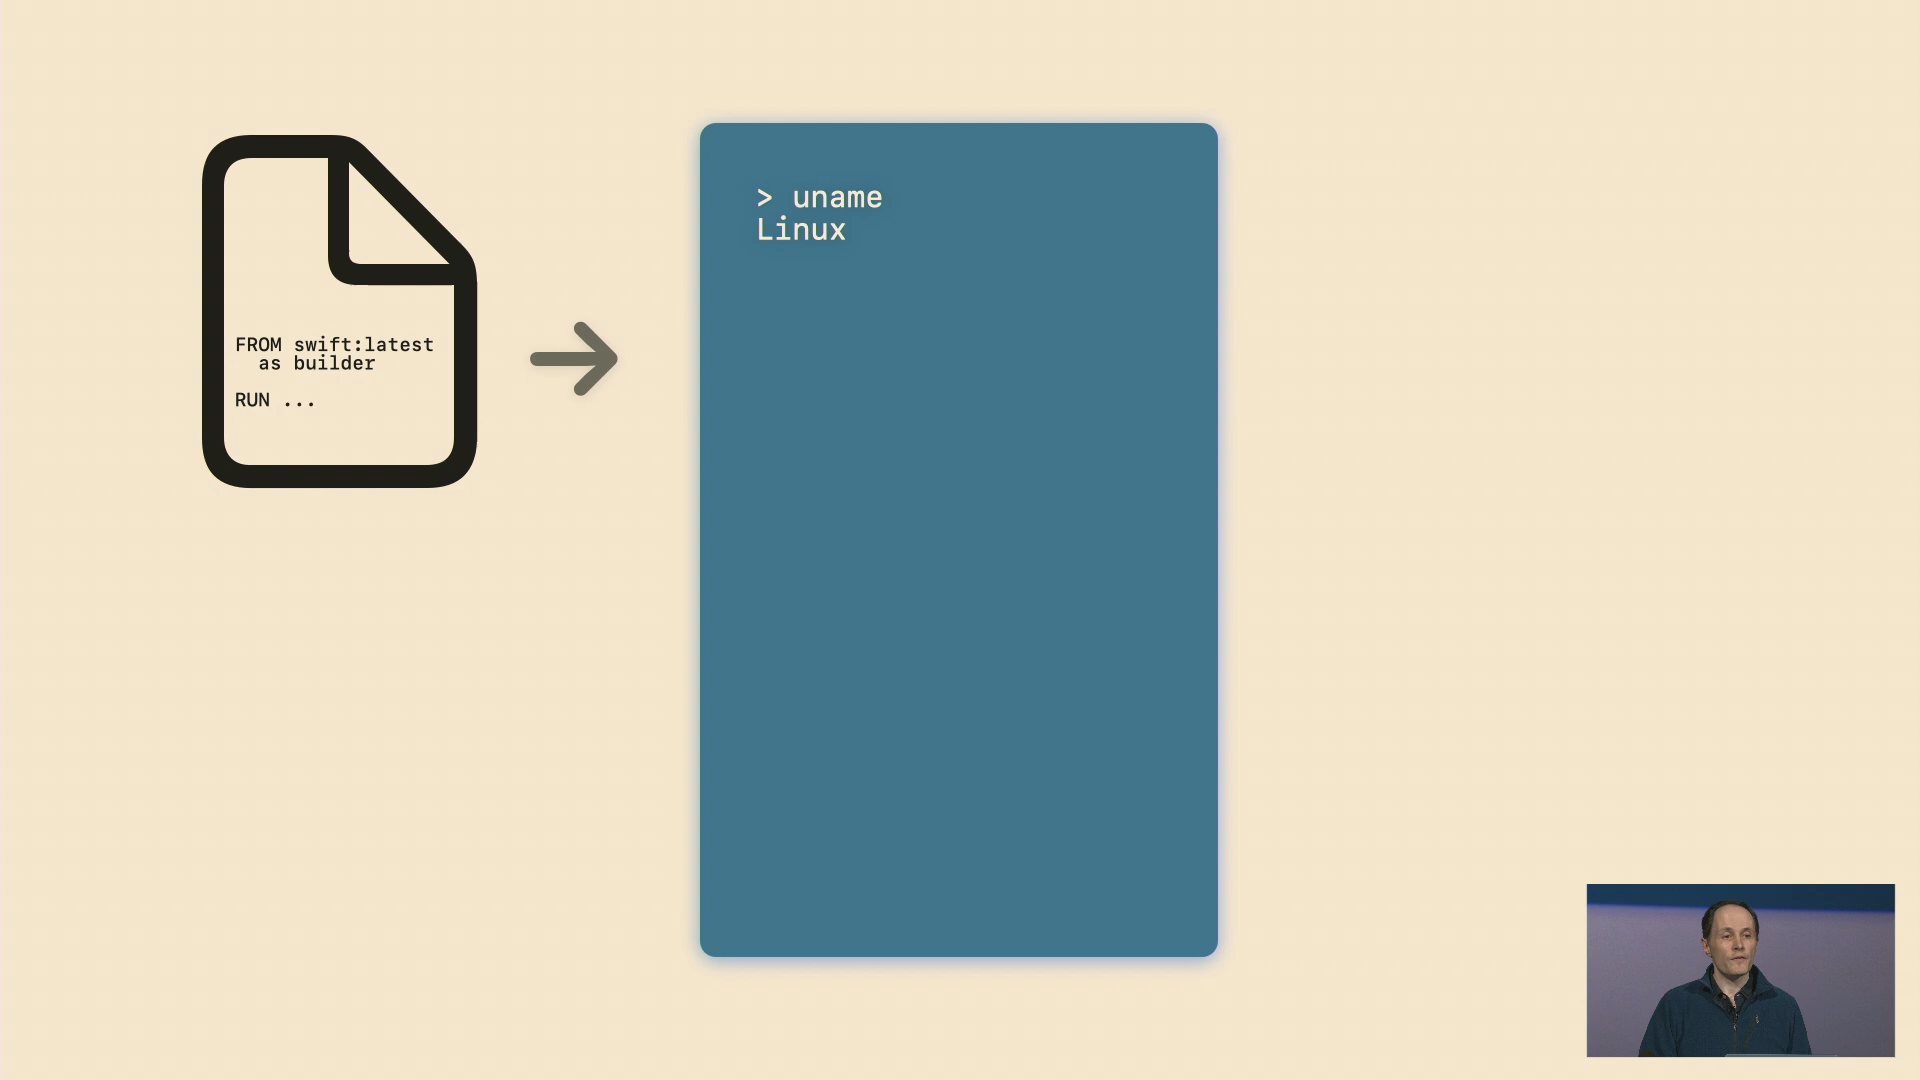 FROM swift:latest
as builder
RUN ...
> uname
Linux